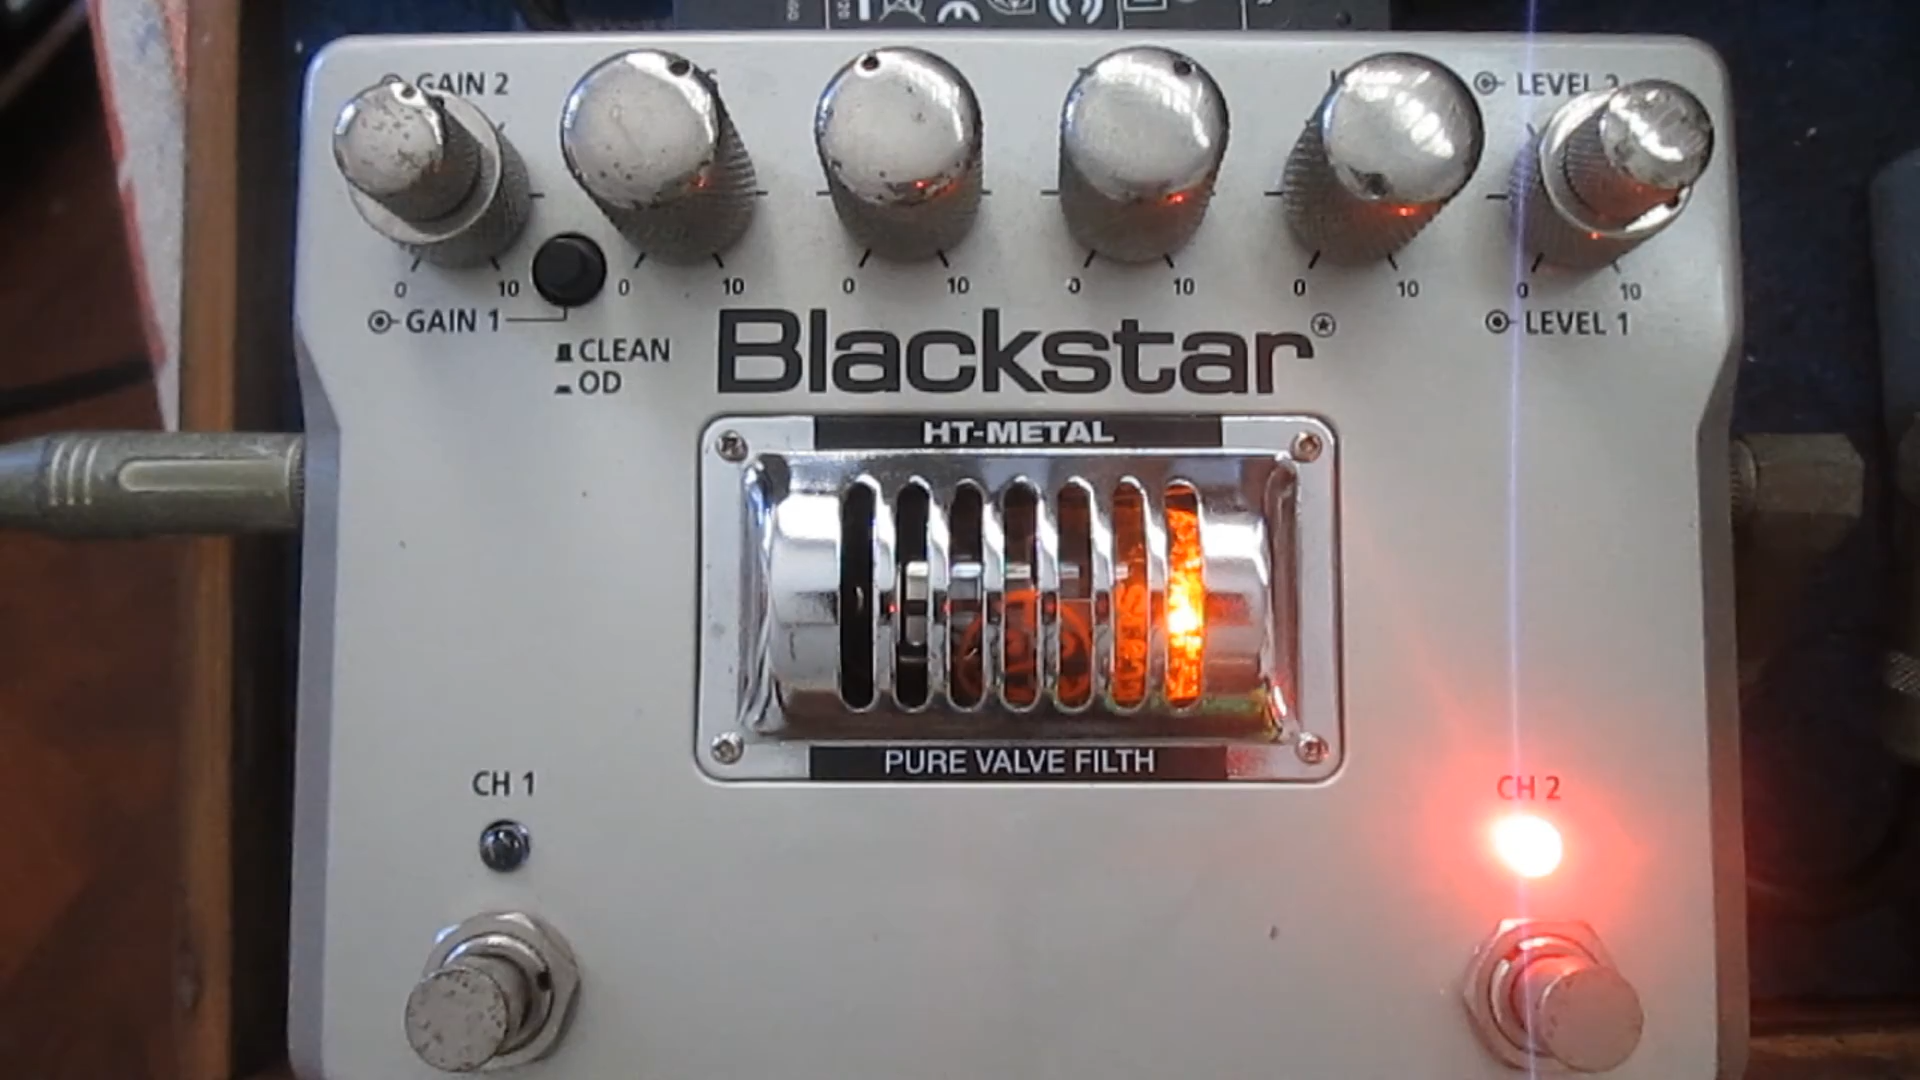 GAIN 2
LEVEL 2
0 10 0 10 0 10 0 10 0 10 0 10
GAIN 1
LEVEL 1
CLEAN
OD
Blackstar
HT-METAL
PURE VALVE FILTH
CH 1
CH 2